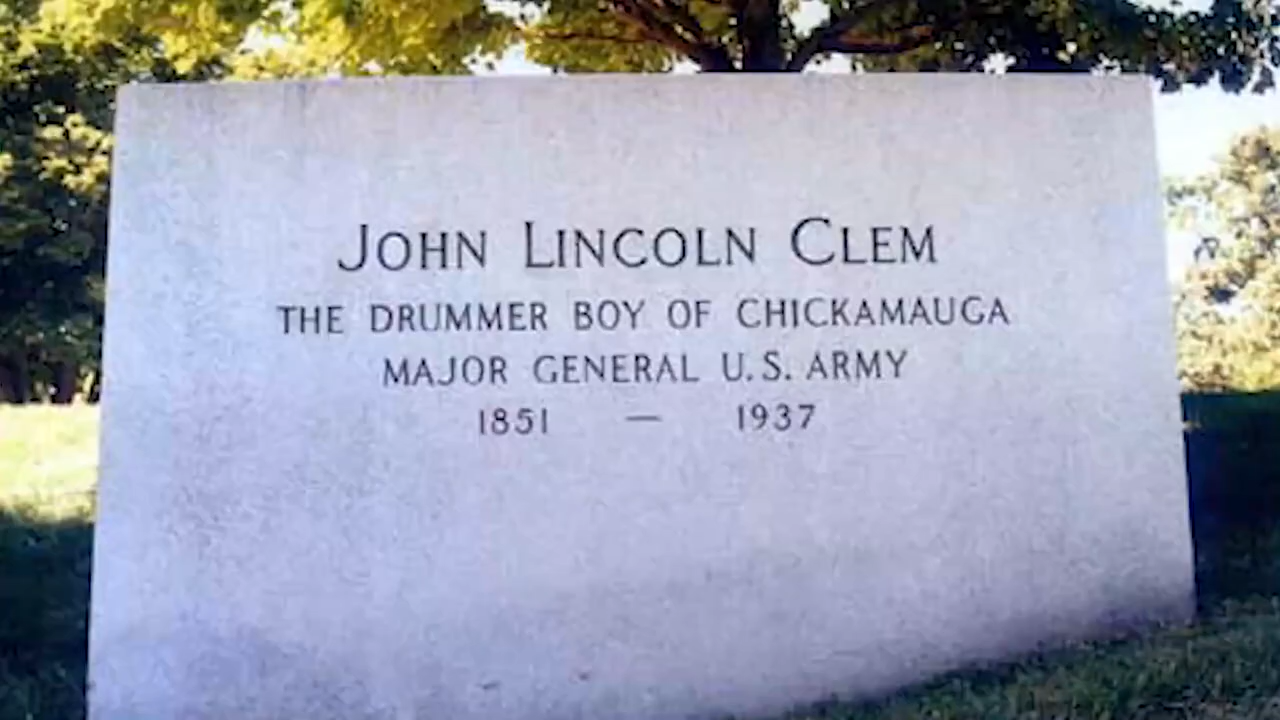 JOHN LINCOLN CLEM
THE DRUMMER BOY OF CHICKAMAUGA
MAJOR GENERAL U.S. ARMY
1851 — 1937